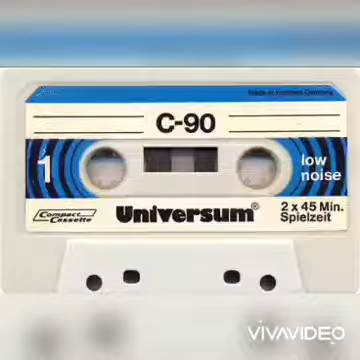 Made in Western Germany
C-90
1
low
noise
Compact
Cassette
Universum®
2 x 45 Min.
Spielzeit
VIVAVIDEO